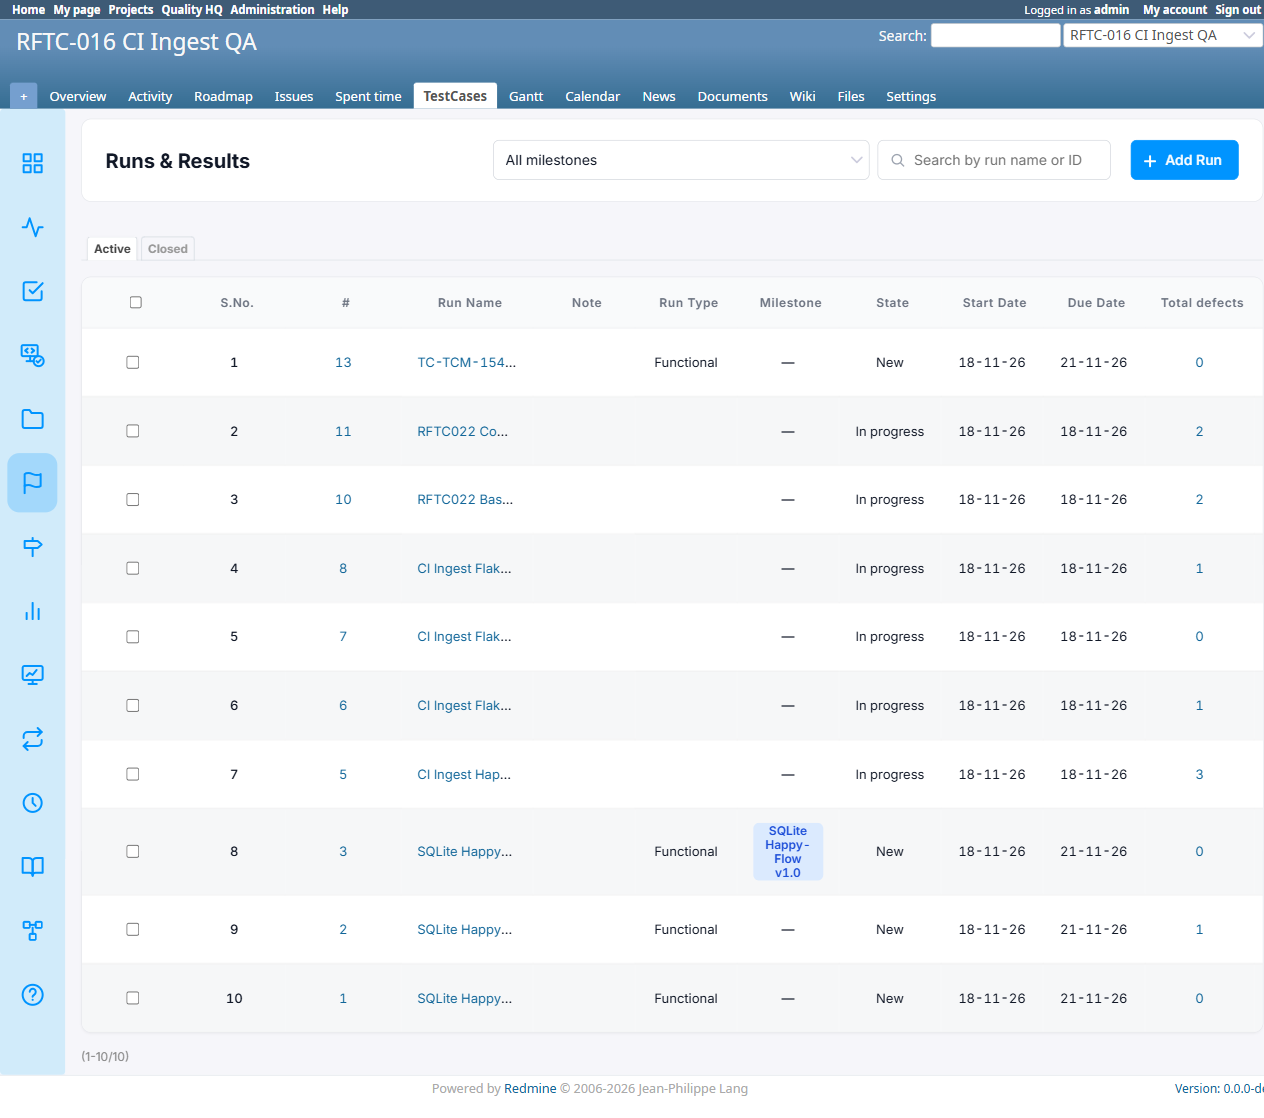 Home My page Projects Quality HQ Administration Help Logged in as admin My account Sign out
RFTC-016 CI Ingest QA Search: RFTC-016 CI Ingest QA
+ Overview Activity Roadmap Issues Spent time TestCases Gantt Calendar News Documents Wiki Files Settings
Runs & Results All milestones Search by run name or ID + Add Run
Active Closed
S.No. # Run Name Note Run Type Milestone State Start Date Due Date Total defects
1 13 TC-TCM-154... Functional — New 18-11-26 21-11-26 0
2 11 RFTC022 Co... — In progress 18-11-26 18-11-26 2
3 10 RFTC022 Bas... — In progress 18-11-26 18-11-26 2
4 8 CI Ingest Flak... — In progress 18-11-26 18-11-26 1
5 7 CI Ingest Flak... — In progress 18-11-26 18-11-26 0
6 6 CI Ingest Flak... — In progress 18-11-26 18-11-26 1
7 5 CI Ingest Hap... — In progress 18-11-26 18-11-26 3
8 3 SQLite Happy... Functional SQLite Happy-Flow v1.0 New 18-11-26 21-11-26 0
9 2 SQLite Happy... Functional — New 18-11-26 21-11-26 1
10 1 SQLite Happy... Functional — New 18-11-26 21-11-26 0
(1-10/10)
Powered by Redmine © 2006-2026 Jean-Philippe Lang Version: 0.0.0-de